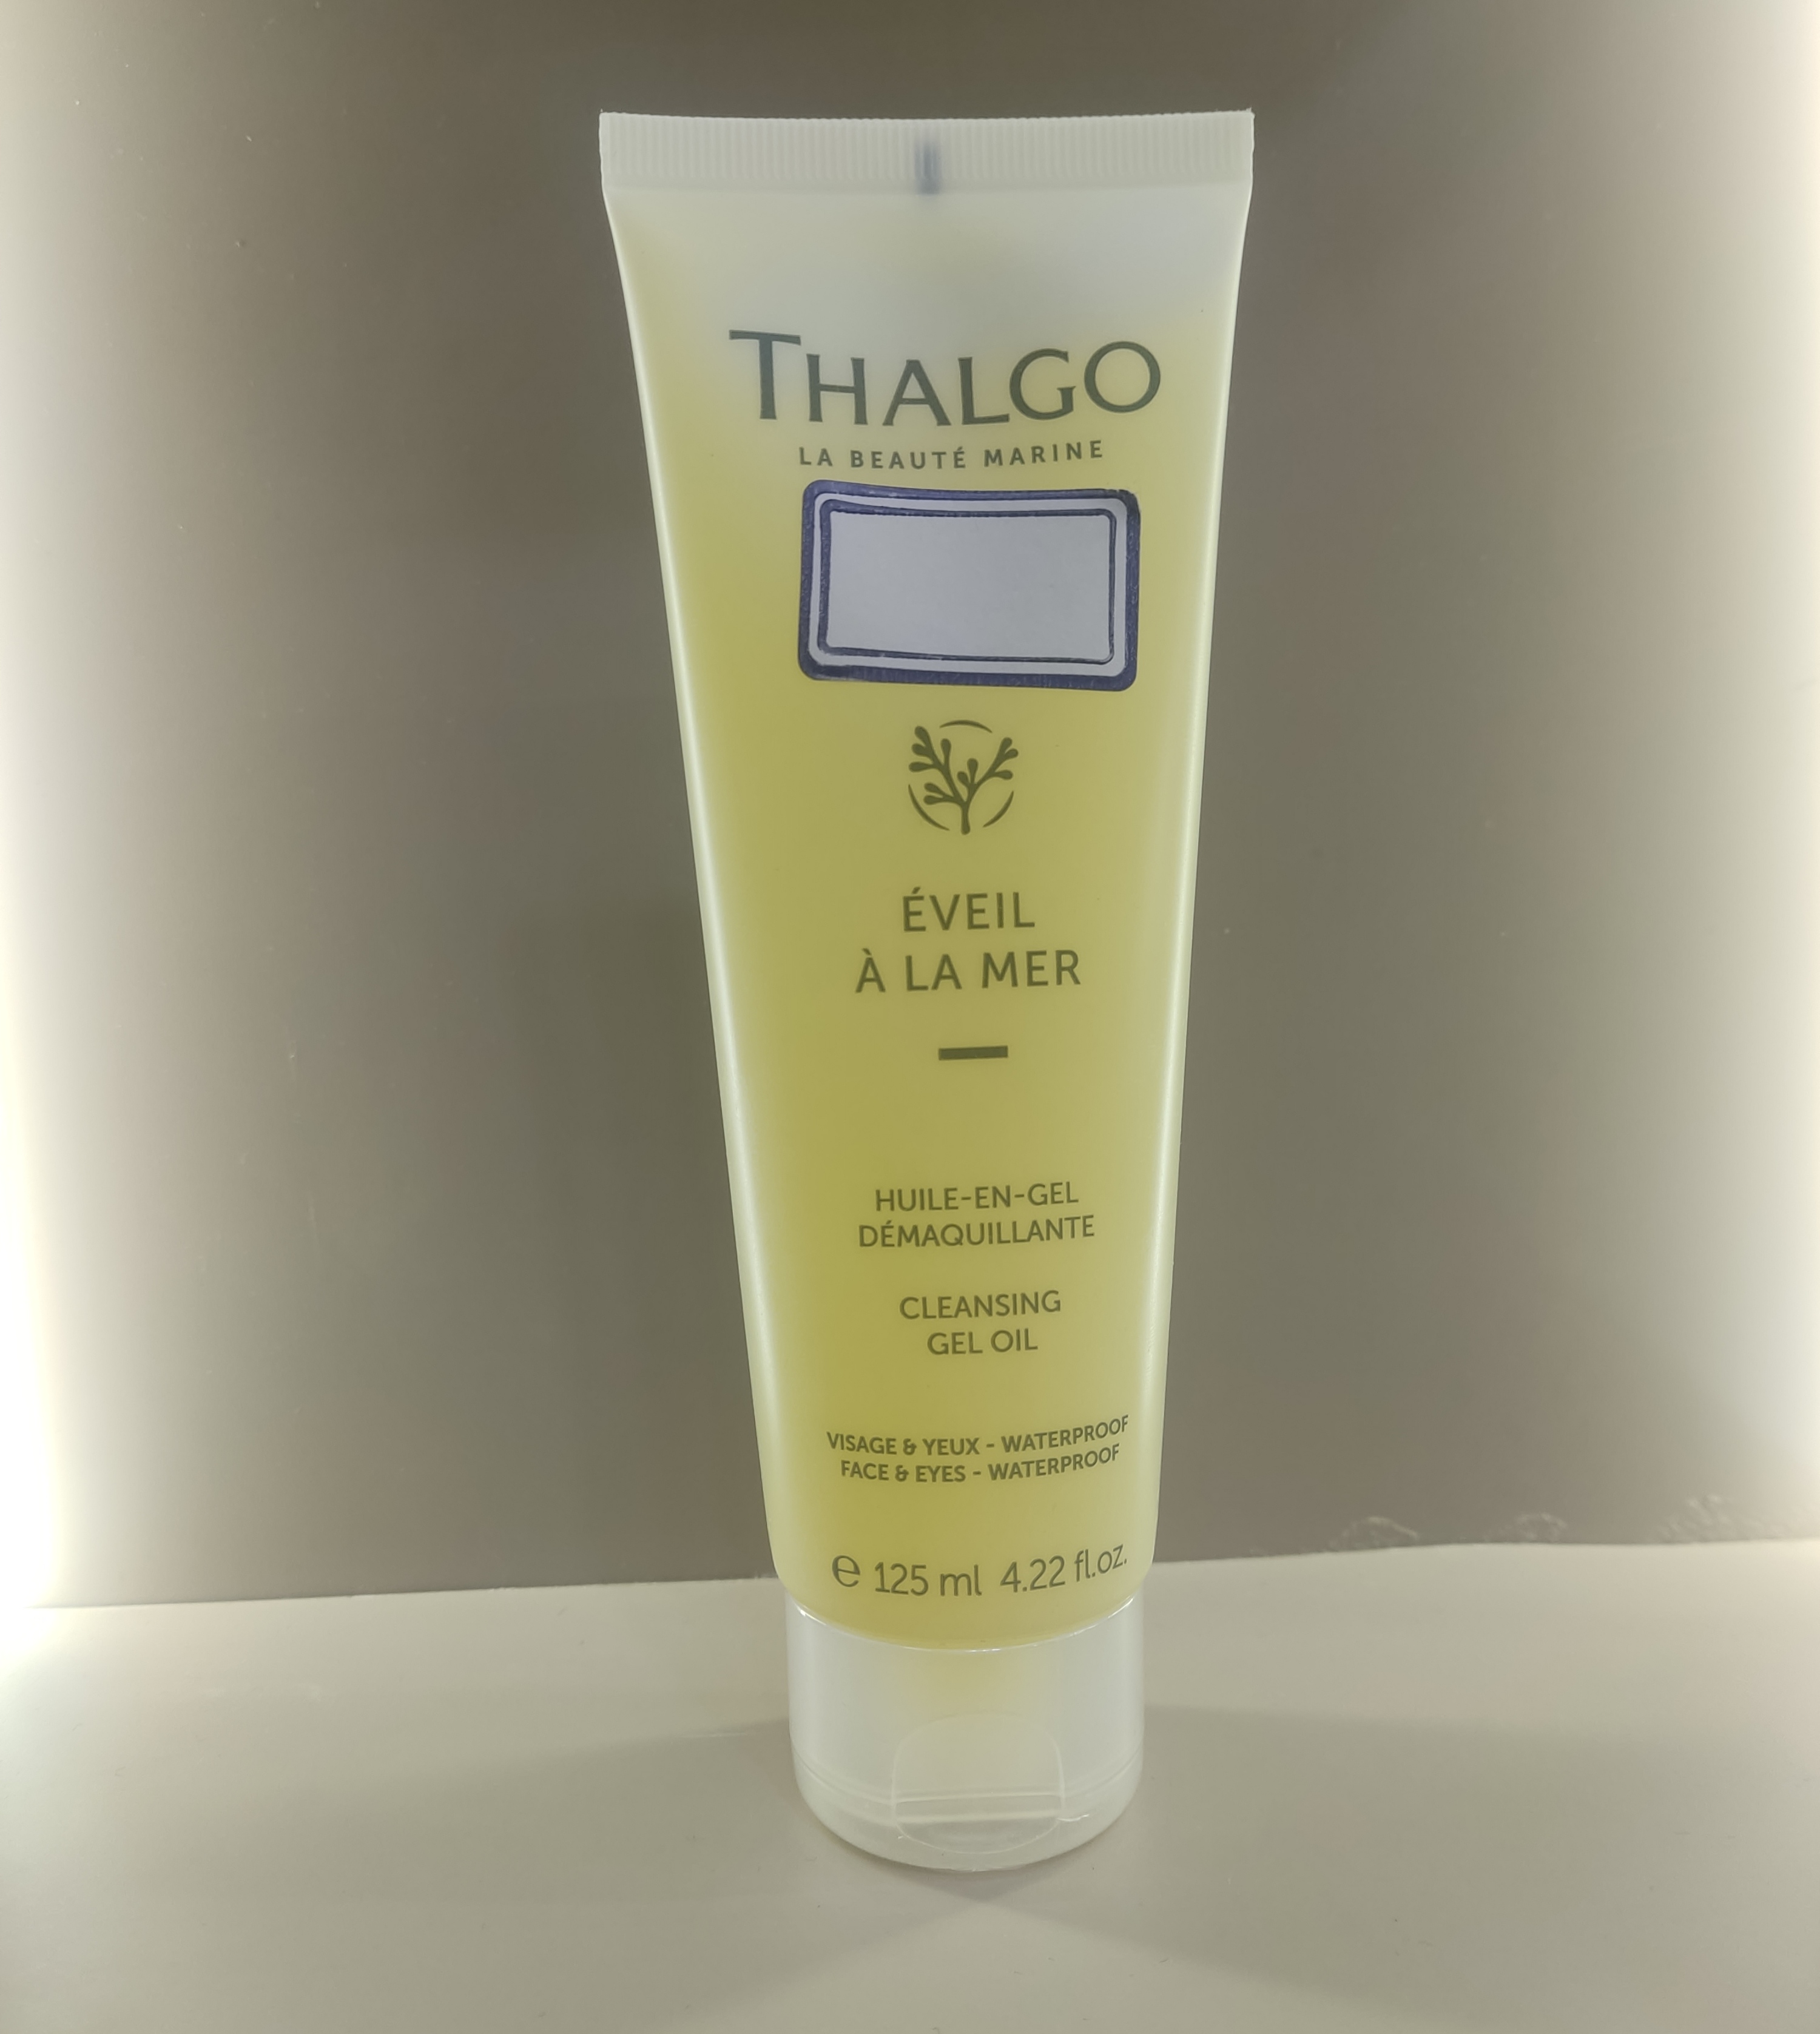 THALGO
LA BEAUTÉ MARINE
ÉVEIL
À LA MER
HUILE-EN-GEL
DÉMAQUILLANTE
CLEANSING
GEL OIL
VISAGE & YEUX - WATERPROOF
FACE & EYES - WATERPROOF
℮ 125 ml 4.22 fl.oz.